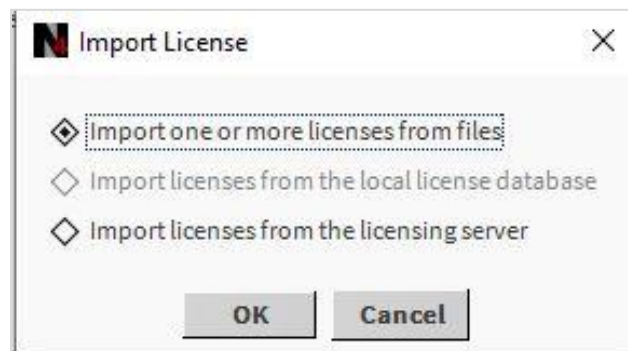 Import License
Import one or more licenses from files
Import licenses from the local license database
Import licenses from the licensing server
OK Cancel